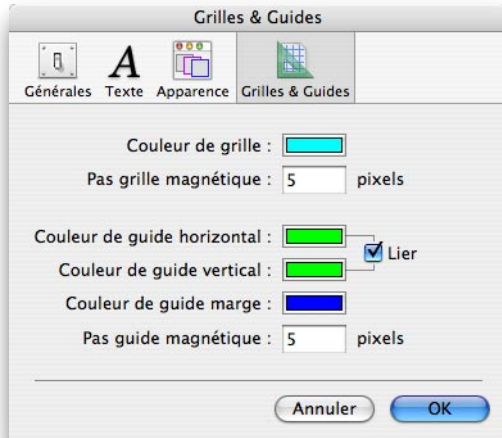 Grilles & Guides
Générales Texte Apparence Grilles & Guides
Couleur de grille :
Pas grille magnétique : 5 pixels
Couleur de guide horizontal :
Lier
Couleur de guide vertical :
Couleur de guide marge :
Pas guide magnétique : 5 pixels
Annuler OK